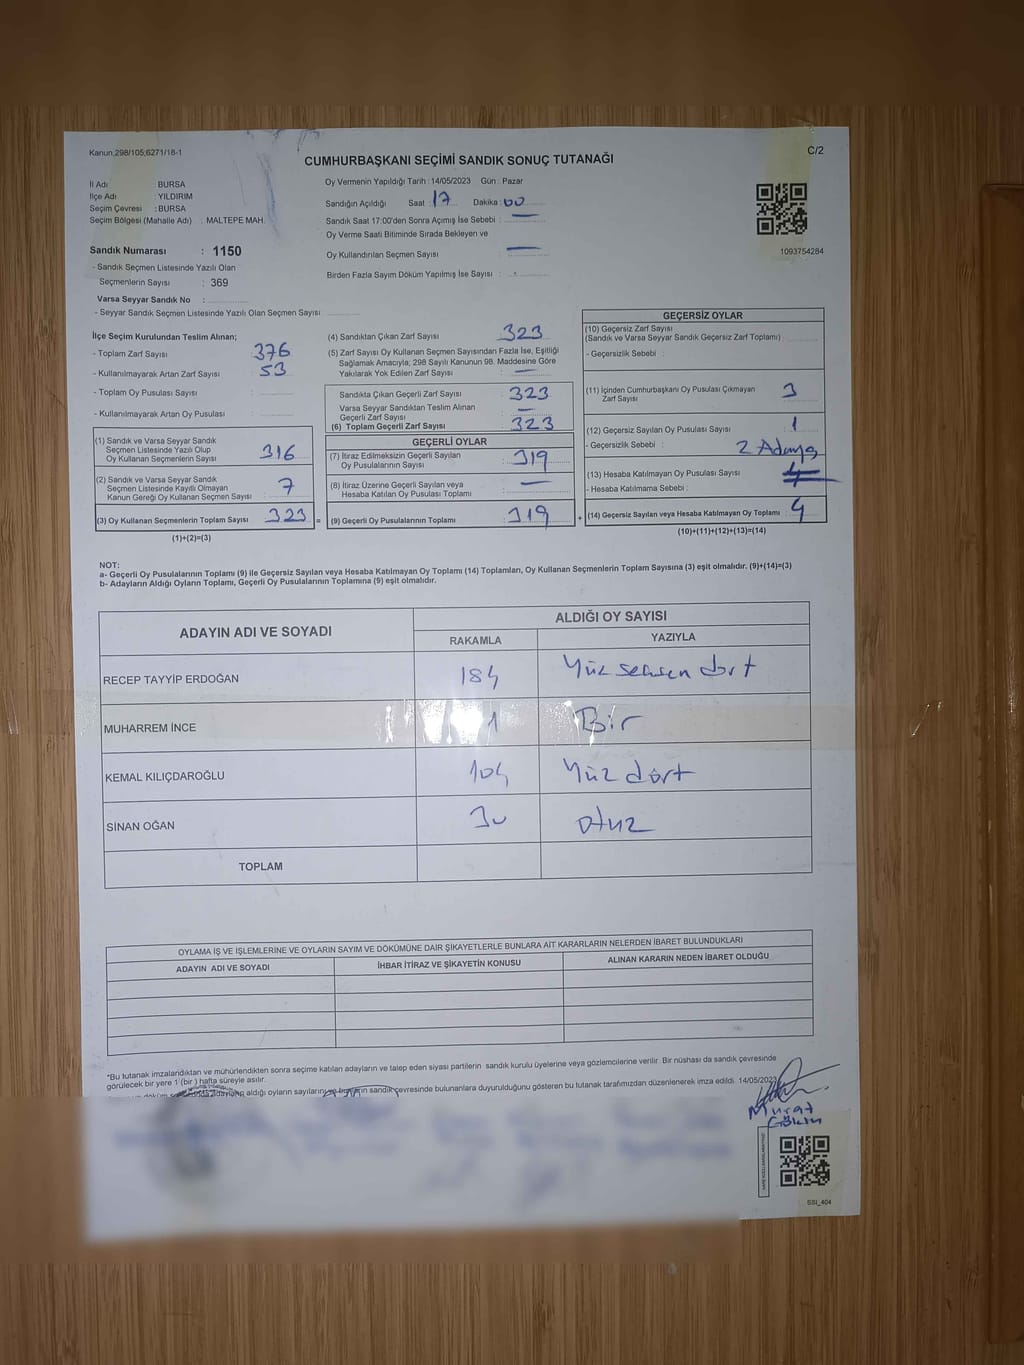 Kanun,298/105;6271/18-1
C/2
CUMHURBAŞKANI SEÇİMİ SANDIK SONUÇ TUTANAĞI
İl Adı : BURSA
İlçe Adı : YILDIRIM
Seçim Çevresi : BURSA
Seçim Bölgesi (Mahalle Adı) : MALTEPE MAH.
Oy Vermenin Yapıldığı Tarih : 14/05/2023 Gün : Pazar
Sandığın Açıldığı Saat : 17 Dakika : 00
Sandık Saat 17:00'den Sonra Açımış İse Sebebi :
Oy Verme Saati Bitiminde Sırada Bekleyen ve
Oy Kullandırılan Seçmen Sayısı
Birden Fazla Sayım Döküm Yapılmış İse Sayısı :
1093754284
Sandık Numarası : 1150
- Sandık Seçmen Listesinde Yazılı Olan
Seçmenlerin Sayısı : 369
Varsa Seyyar Sandık No :
- Seyyar Sandık Seçmen Listesinde Yazılı Olan Seçmen Sayısı
İlçe Seçim Kurulundan Teslim Alınan;
- Toplam Zarf Sayısı 376
- Kullanılmayarak Artan Zarf Sayısı : 53
- Toplam Oy Pusulası Sayısı :
- Kullanılmayarak Artan Oy Pusulası :
(1) Sandık ve Varsa Seyyar Sandık
Seçmen Listesinde Yazılı Olup
Oy Kullanan Seçmenlerin Sayısı 316
(2) Sandık ve Varsa Seyyar Sandık
Seçmen Listesinde Kayıtlı Olmayan
Kanun Gereği Oy Kullanan Seçmen Sayısı 7
(3) Oy Kullanan Seçmenlerin Toplam Sayısı 323 =
(1)+(2)=(3)
(4) Sandıktan Çıkan Zarf Sayısı : 323
(5) Zarf Sayısı Oy Kullanan Seçmen Sayısından Fazla İse, Eşitliği
Sağlamak Amacıyla; 298 Sayılı Kanunun 98. Maddesine Göre
Yakılarak Yok Edilen Zarf Sayısı :
Sandıkta Çıkan Geçerli Zarf Sayısı : 323
Varsa Seyyar Sandıktan Teslim Alınan
Geçerli Zarf Sayısı :
(6) Toplam Geçerli Zarf Sayısı : 323
GEÇERLİ OYLAR
(7) İtiraz Edilmeksizin Geçerli Sayılan
Oy Pusulalarının Sayısı : 319
(8) İtiraz Üzerine Geçerli Sayılan veya
Hesaba Katılan Oy Pusulası Toplamı :
(9) Geçerli Oy Pusulalarının Toplamı : 319 +
GEÇERSİZ OYLAR
(10) Geçersiz Zarf Sayısı
(Sandık ve Varsa Seyyar Sandık Geçersiz Zarf Toplamı) :
- Geçersizlik Sebebi :
(11) İçinden Cumhurbaşkanı Oy Pusulası Çıkmayan
Zarf Sayısı 3
(12) Geçersiz Sayılan Oy Pusulası Sayısı : 1
- Geçersizlik Sebebi : 2 Adaya
(13) Hesaba Katılmayan Oy Pusulası Sayısı
- Hesaba Katılmama Sebebi :
(14) Geçersiz Sayılan veya Hesaba Katılmayan Oy Toplamı : 4
(10)+(11)+(12)+(13)=(14)
NOT:
a- Geçerli Oy Pusulalarının Toplamı (9) ile Geçersiz Sayılan veya Hesaba Katılmayan Oy Toplamı (14) Toplamları, Oy Kullanan Seçmenlerin Toplam Sayısına (3) eşit olmalıdır. (9)+(14)=(3)
b- Adayların Aldığı Oyların Toplamı, Geçerli Oy Pusulalarının Toplamına (9) eşit olmalıdır.
ADAYIN ADI VE SOYADI
ALDIĞI OY SAYISI
RAKAMLA YAZIYLA
RECEP TAYYİP ERDOĞAN 184 Yüz seksen dört
MUHARREM İNCE 1 Bir
KEMAL KILIÇDAROĞLU 104 Yüz dört
SİNAN OĞAN 30 otuz
TOPLAM
OYLAMA İŞ VE İŞLEMLERİNE VE OYLARIN SAYIM VE DÖKÜMÜNE DAİR ŞİKAYETLERLE BUNLARA AİT KARARLARIN NELERDEN İBARET BULUNDUKLARI
ADAYIN ADI VE SOYADI İHBAR İTİRAZ VE ŞİKAYETİN KONUSU ALINAN KARARIN NEDEN İBARET OLDUĞU
*Bu tutanak imzalandıktan ve mühürlendikten sonra seçime katılan adayların ve talep eden siyasi partilerin sandık kurulu üyelerine veya gözlemcilerine verilir. Bir nüshası da sandık çevresinde
görülecek bir yere 1 (bir) hafta süreyle asılır.
aldığı oyların sayıların sandık çevresinde bulunanlara duyurulduğunu gösteren bu tutanak tarafımızdan düzenlenerek imza edildi. 14/05/2023
Murat
SSI_404